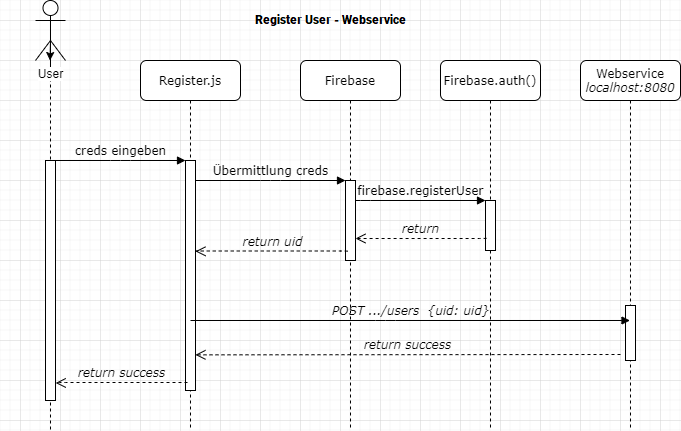 Register User - Webservice
User
Register.js
Firebase
Firebase.auth()
Webservice
localhost:8080
creds eingeben
Übermittlung creds
firebase.registerUser
return
return uid
POST .../users {uid: uid}
return success
return success